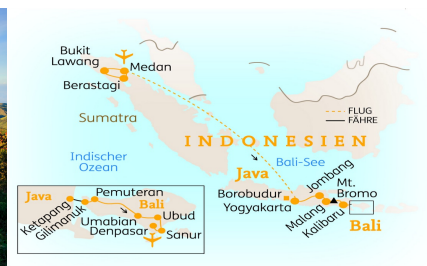 Bukit
Lawang
Medan
Berastagi
Sumatra
FLUG
FÄHRE
INDONESIEN
Indischer
Ozean
Bali-See
Java
Jombang
Mt.
Bromo
Borobudur
Yogyakarta
Malang
Kalibaru
Bali
Java
Pemuteran
Bali
Ketapang
Gilimanuk
Ubud
Umabian
Denpasar
Sanur